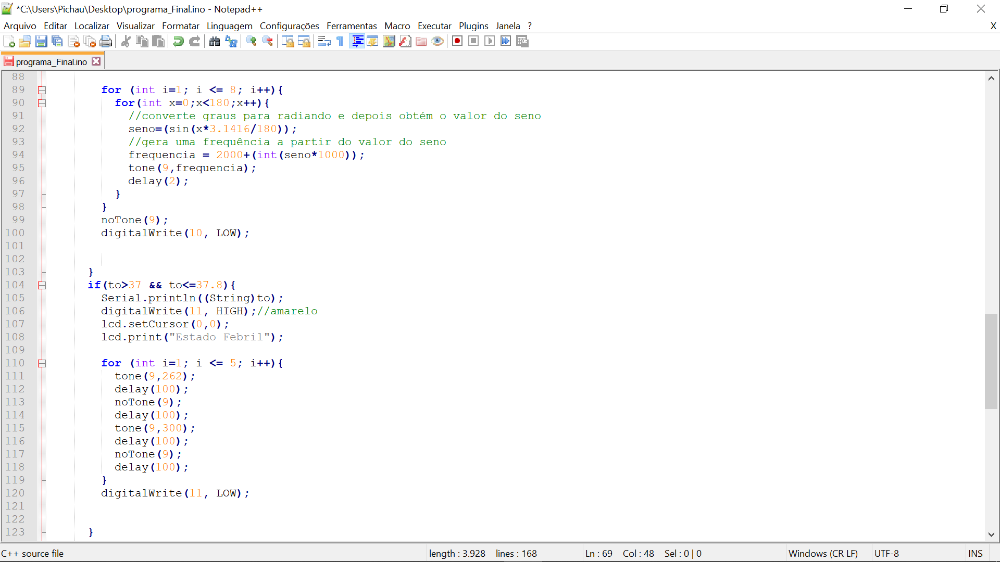 *C:\Users\Pichau\Desktop\programa_Final.ino - Notepad++
Arquivo Editar Localizar Visualizar Formatar Linguagem Configurações Ferramentas Macro Executar Plugins Janela ? X
programa_Final.ino
88
89 for (int i=1; i <= 8; i++){
90 for(int x=0;x<180;x++){
91 //converte graus para radiando e depois obtém o valor do seno
92 seno=(sin(x*3.1416/180));
93 //gera uma frequência a partir do valor do seno
94 frequencia = 2000+(int(seno*1000));
95 tone(9,frequencia);
96 delay(2);
97 }
98 }
99 noTone(9);
100 digitalWrite(10, LOW);
101
102
103 }
104 if(to>37 && to<=37.8){
105 Serial.println((String)to);
106 digitalWrite(11, HIGH);//amarelo
107 lcd.setCursor(0,0);
108 lcd.print("Estado Febril");
109
110 for (int i=1; i <= 5; i++){
111 tone(9,262);
112 delay(100);
113 noTone(9);
114 delay(100);
115 tone(9,300);
116 delay(100);
117 noTone(9);
118 delay(100);
119 }
120 digitalWrite(11, LOW);
121
122
123 }
C++ source file length : 3.928 lines : 168 Ln : 69 Col : 48 Sel : 0 | 0 Windows (CR LF) UTF-8 INS